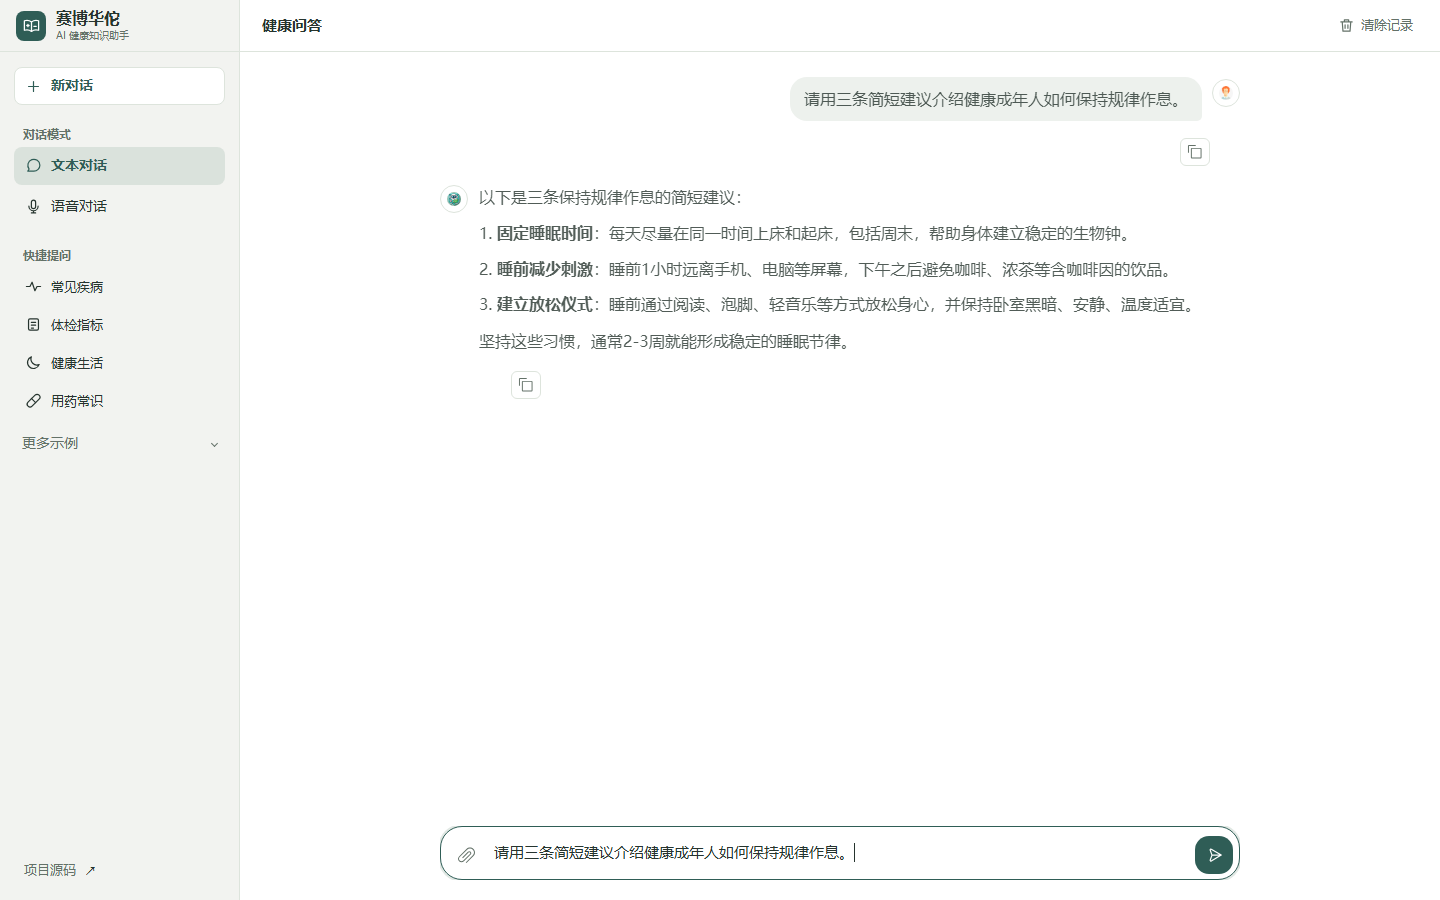 赛博华佗
AI 健康知识助手
新对话
对话模式
文本对话
语音对话
快捷提问
常见疾病
体检指标
健康生活
用药常识
更多示例
项目源码
健康问答
清除记录
请用三条简短建议介绍健康成年人如何保持规律作息。
以下是三条保持规律作息的简短建议：
1. 固定睡眠时间：每天尽量在同一时间上床和起床，包括周末，帮助身体建立稳定的生物钟。
2. 睡前减少刺激：睡前1小时远离手机、电脑等屏幕，下午之后避免咖啡、浓茶等含咖啡因的饮品。
3. 建立放松仪式：睡前通过阅读、泡脚、轻音乐等方式放松身心，并保持卧室黑暗、安静、温度适宜。
坚持这些习惯，通常2-3周就能形成稳定的睡眠节律。
请用三条简短建议介绍健康成年人如何保持规律作息。